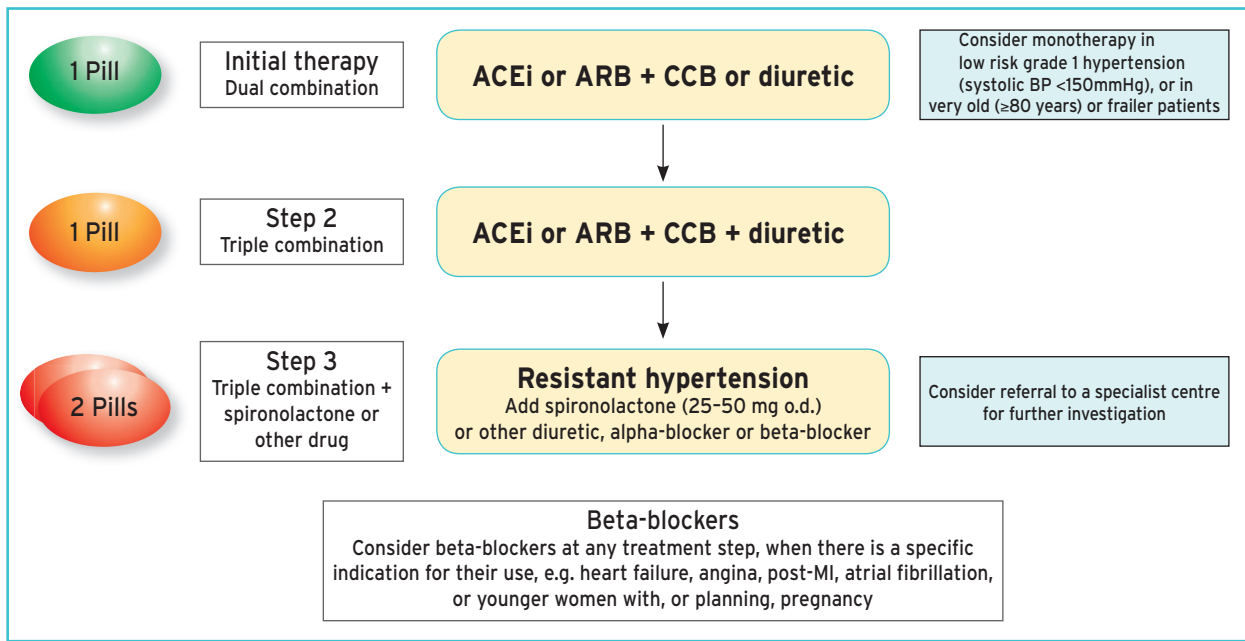 1 Pill
Initial therapy
Dual combination
ACEi or ARB + CCB or diuretic
Consider monotherapy in
low risk grade 1 hypertension
(systolic BP <150mmHg), or in
very old (≥80 years) or frailer patients
1 Pill
Step 2
Triple combination
ACEi or ARB + CCB + diuretic
2 Pills
Step 3
Triple combination +
spironolactone or
other drug
Resistant hypertension
Add spironolactone (25–50 mg o.d.)
or other diuretic, alpha-blocker or beta-blocker
Consider referral to a specialist centre
for further investigation
Beta-blockers
Consider beta-blockers at any treatment step, when there is a specific
indication for their use, e.g. heart failure, angina, post-MI, atrial fibrillation,
or younger women with, or planning, pregnancy